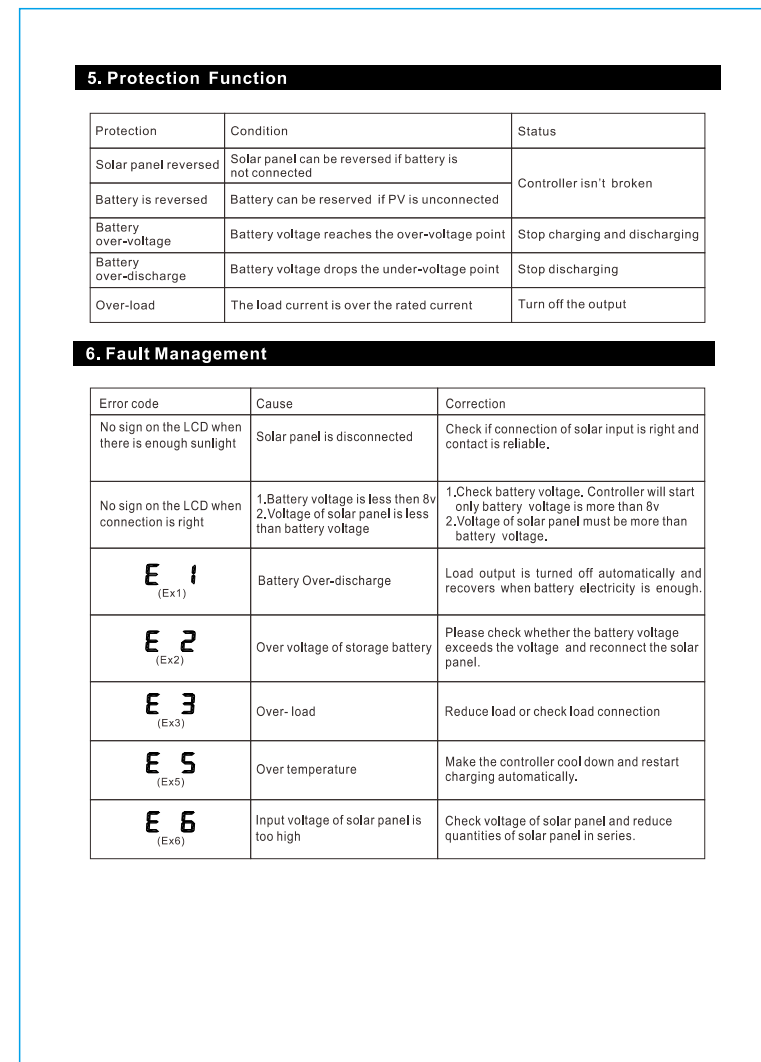 5. Protection Function
Protection
Condition
Status
Solar panel reversed
Solar panel can be reversed if battery is
not connected
Controller isn't broken
Battery is reversed
Battery can be reserved if PV is unconnected
Battery
over-voltage
Battery voltage reaches the over-voltage point
Stop charging and discharging
Battery
over-discharge
Battery voltage drops the under-voltage point
Stop discharging
Over-load
The load current is over the rated current
Turn off the output
6. Fault Management
Error code
Cause
Correction
No sign on the LCD when
there is enough sunlight
Solar panel is disconnected
Check if connection of solar input is right and
contact is reliable.
No sign on the LCD when
connection is right
1.Battery voltage is less then 8v
2.Voltage of solar panel is less
than battery voltage
1.Check battery voltage. Controller will start
only battery voltage is more than 8v
2.Voltage of solar panel must be more than
battery voltage.
E 1
(Ex1)
Battery Over-discharge
Load output is turned off automatically and
recovers when battery electricity is enough.
E 2
(Ex2)
Over voltage of storage battery
Please check whether the battery voltage
exceeds the voltage and reconnect the solar
panel.
E 3
(Ex3)
Over- load
Reduce load or check load connection
E 5
(Ex5)
Over temperature
Make the controller cool down and restart
charging automatically.
E 6
(Ex6)
Input voltage of solar panel is
too high
Check voltage of solar panel and reduce
quantities of solar panel in series.